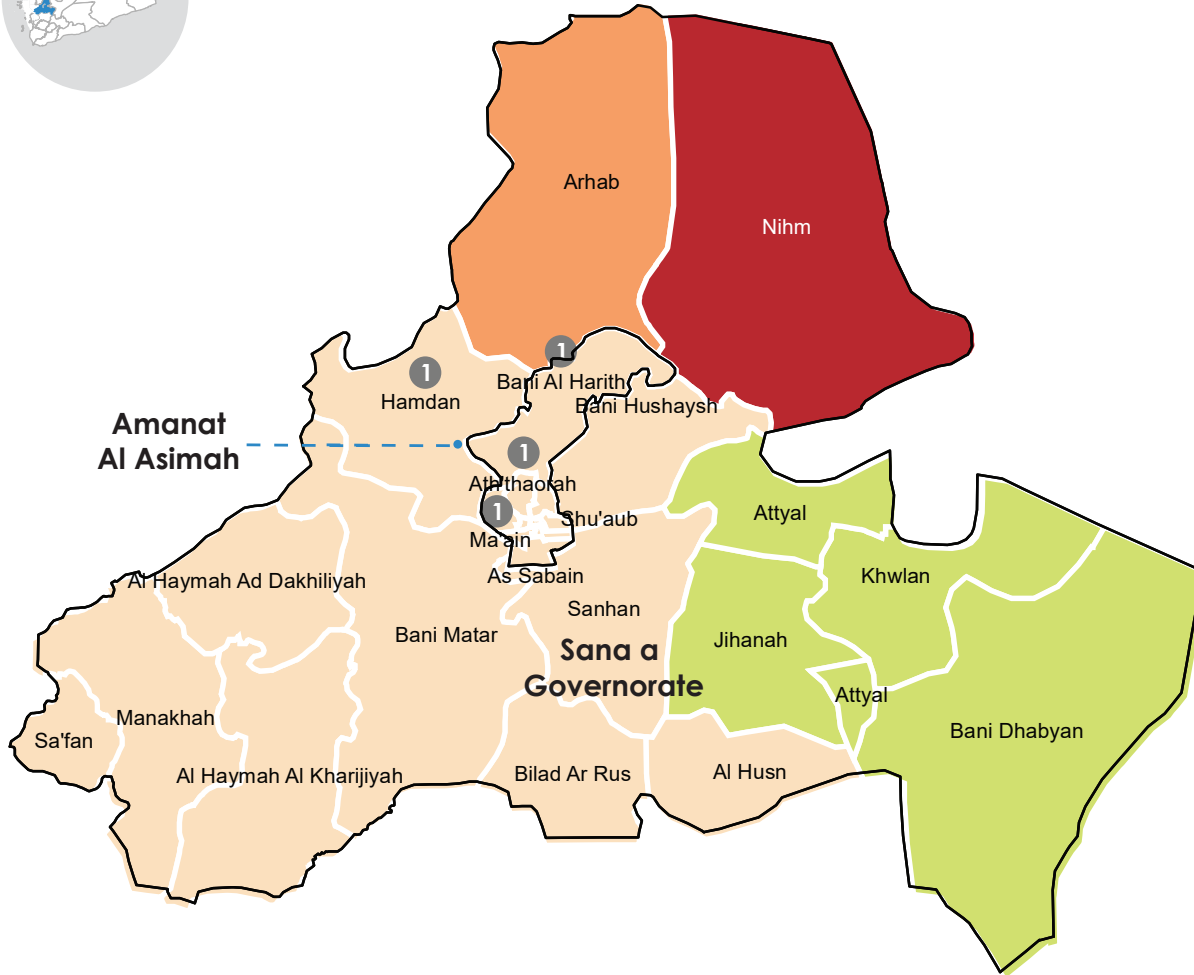 Arhab
Nihm
1
Bani Al Harith
1
Hamdan
Bani Hushaysh
Amanat
Al Asimah
1
Ath'thaorah
1
Shu'aub
Attyal
Ma'ain
As Sabain
Khwlan
Al Haymah Ad Dakhiliyah
Sanhan
Bani Matar
Jihanah
Sana a
Governorate
Attyal
Manakhah
Sa'fan
Bani Dhabyan
Al Haymah Al Kharijiyah
Bilad Ar Rus
Al Husn